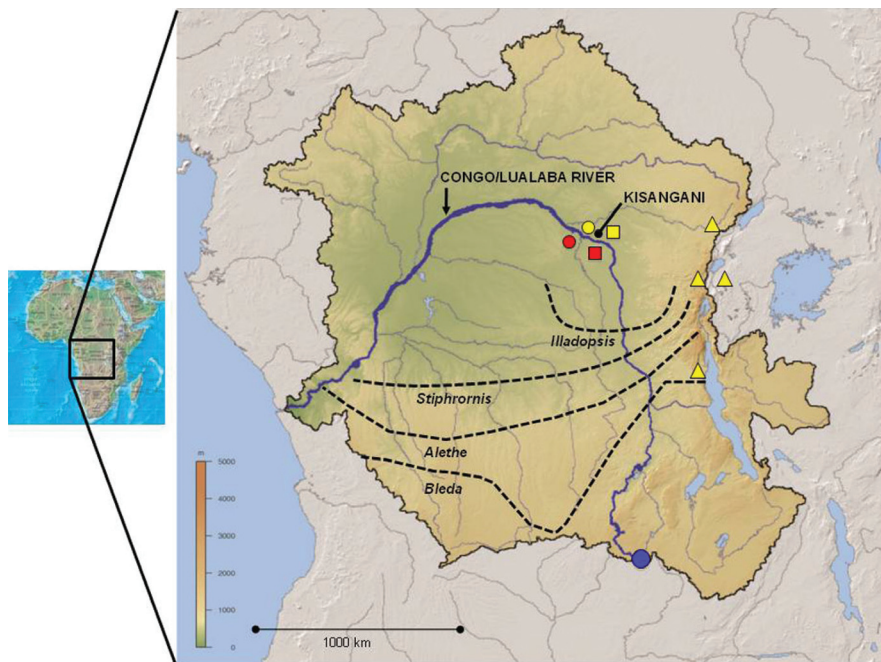 CONGO/LUALABA RIVER
KISANGANI
Illadopsis
Stiphrornis
Alethe
Bleda
m
5000
4000
3000
2000
1000
0
1000 km